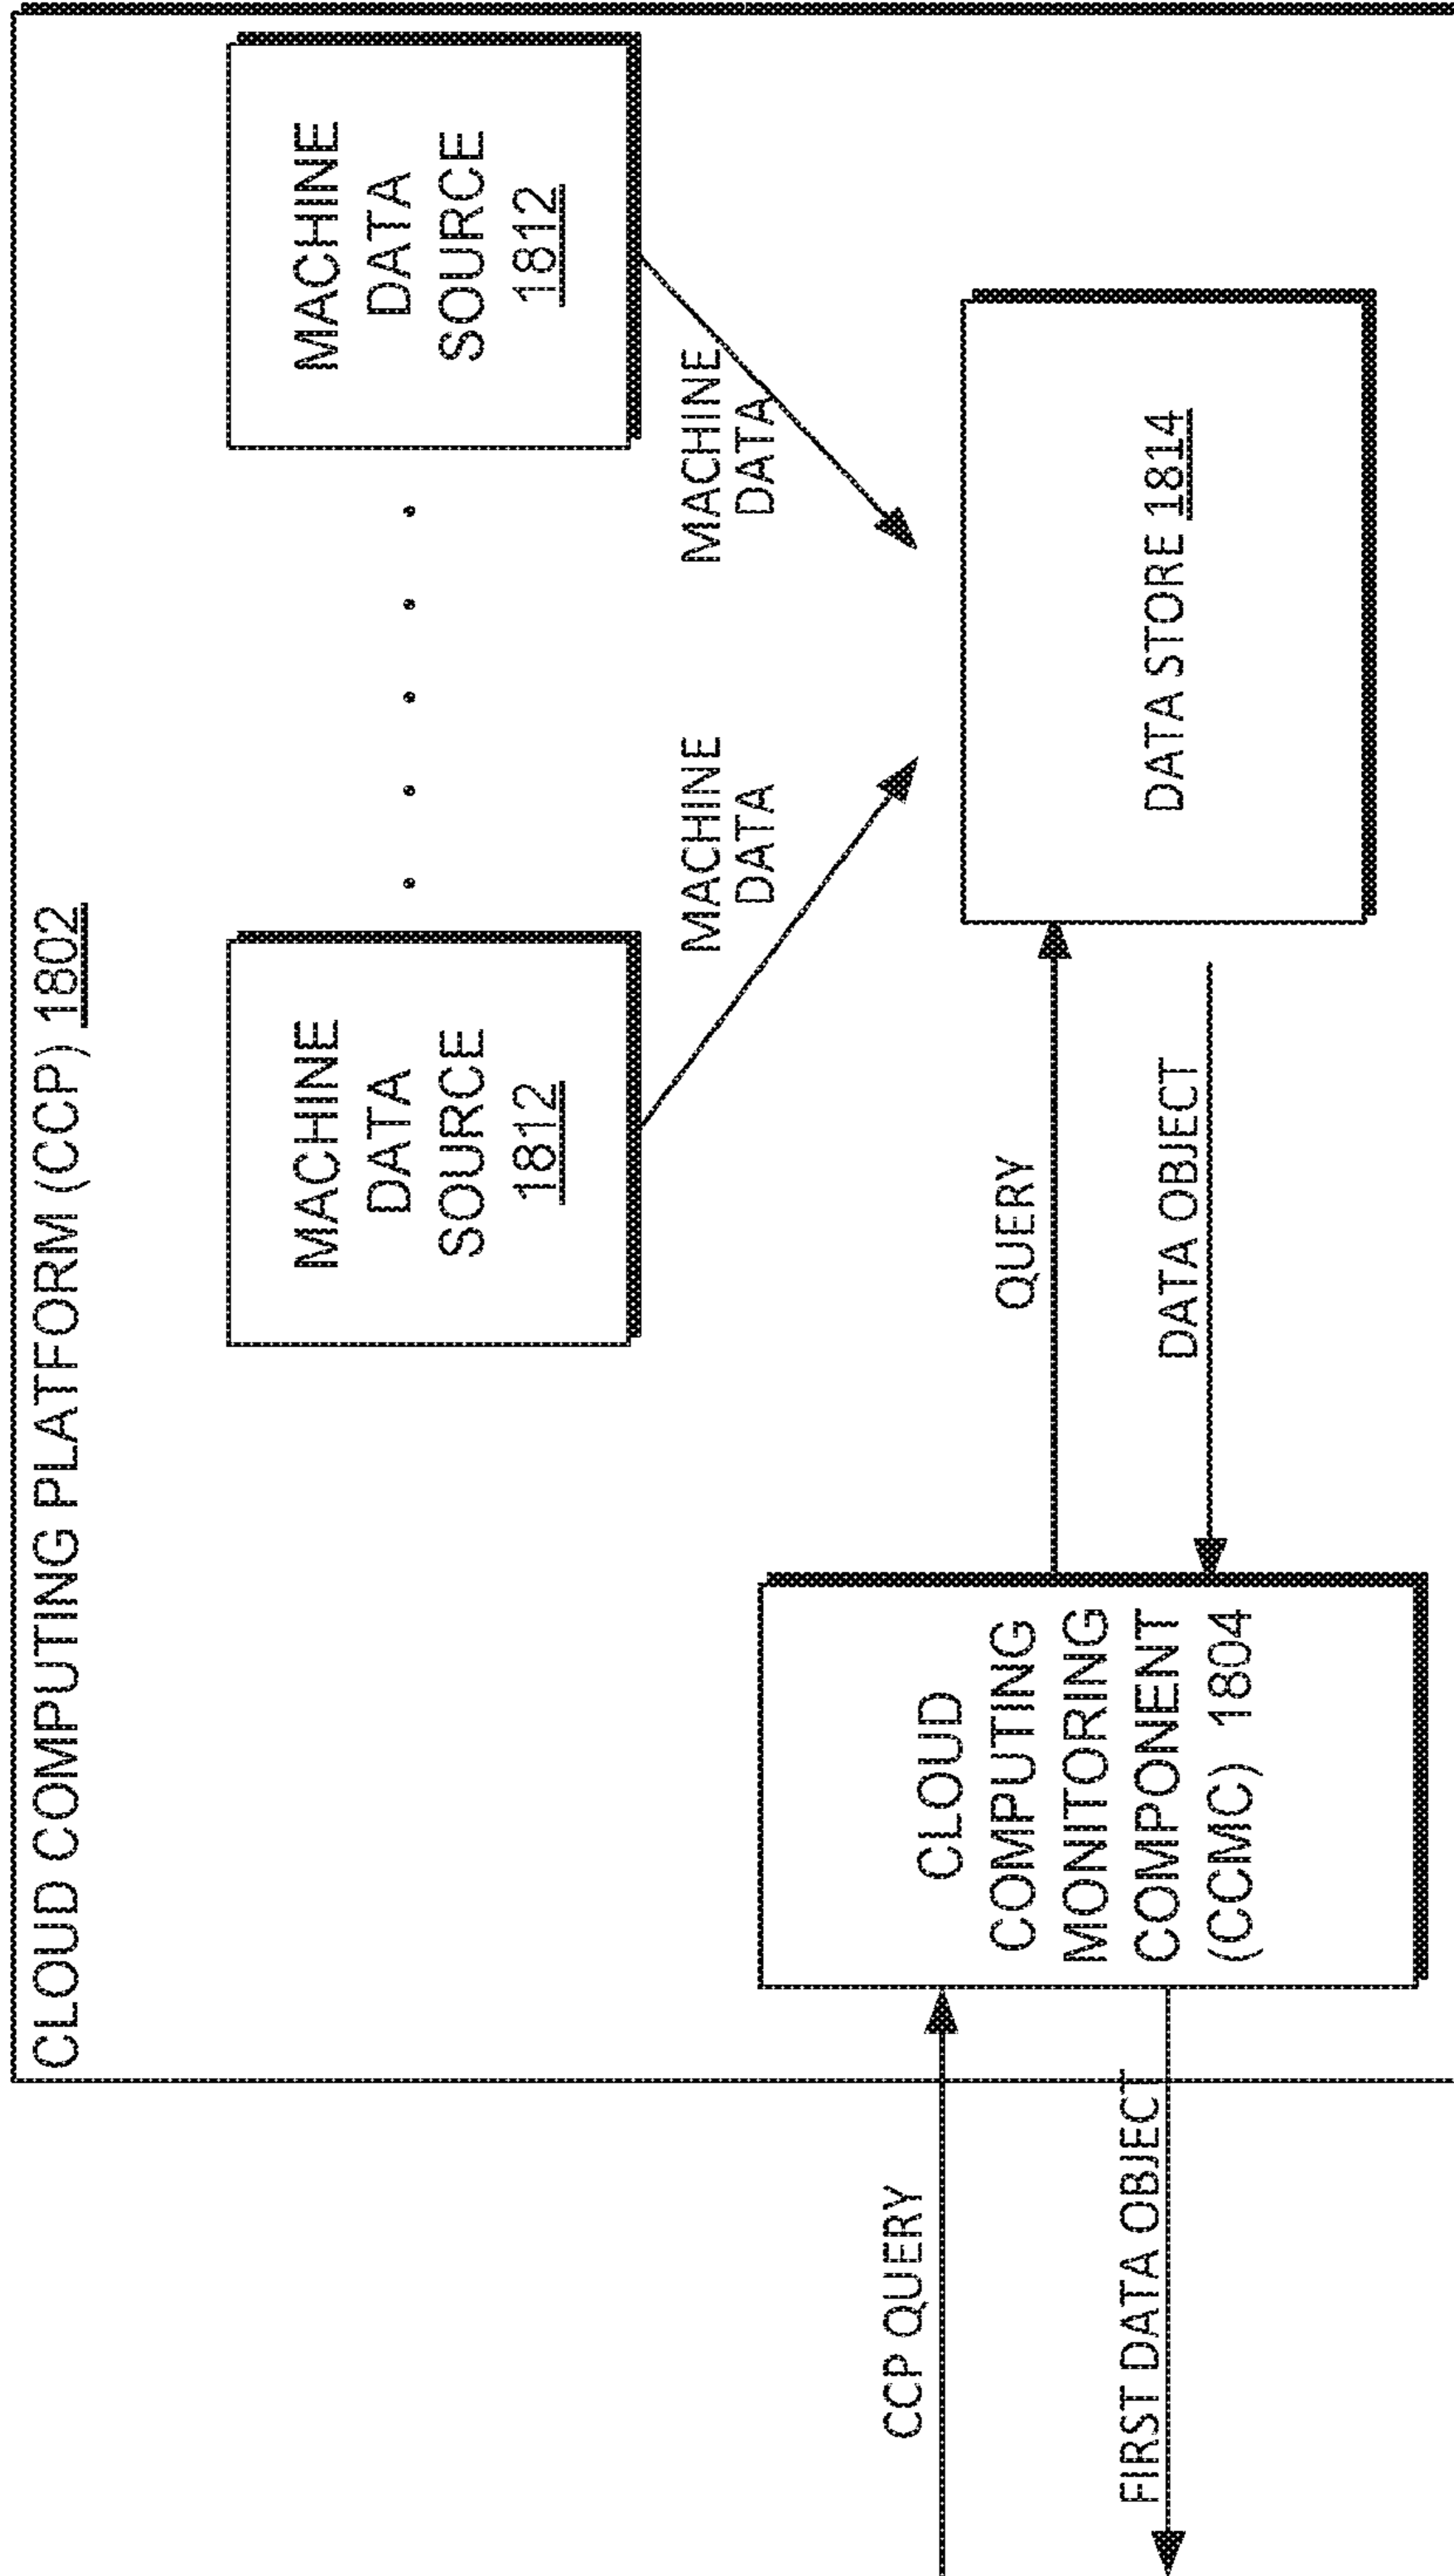 CLOUD COMPUTING PLATFORM (CCP) 1802
MACHINE
DATA
SOURCE
1812
MACHINE
DATA
SOURCE
1812
MACHINE
DATA
MACHINE
DATA
CCP QUERY
FIRST DATA OBJECT
CLOUD
COMPUTING
MONITORING
COMPONENT
(CCMC) 1804
QUERY
DATA OBJECT
DATA STORE 1814